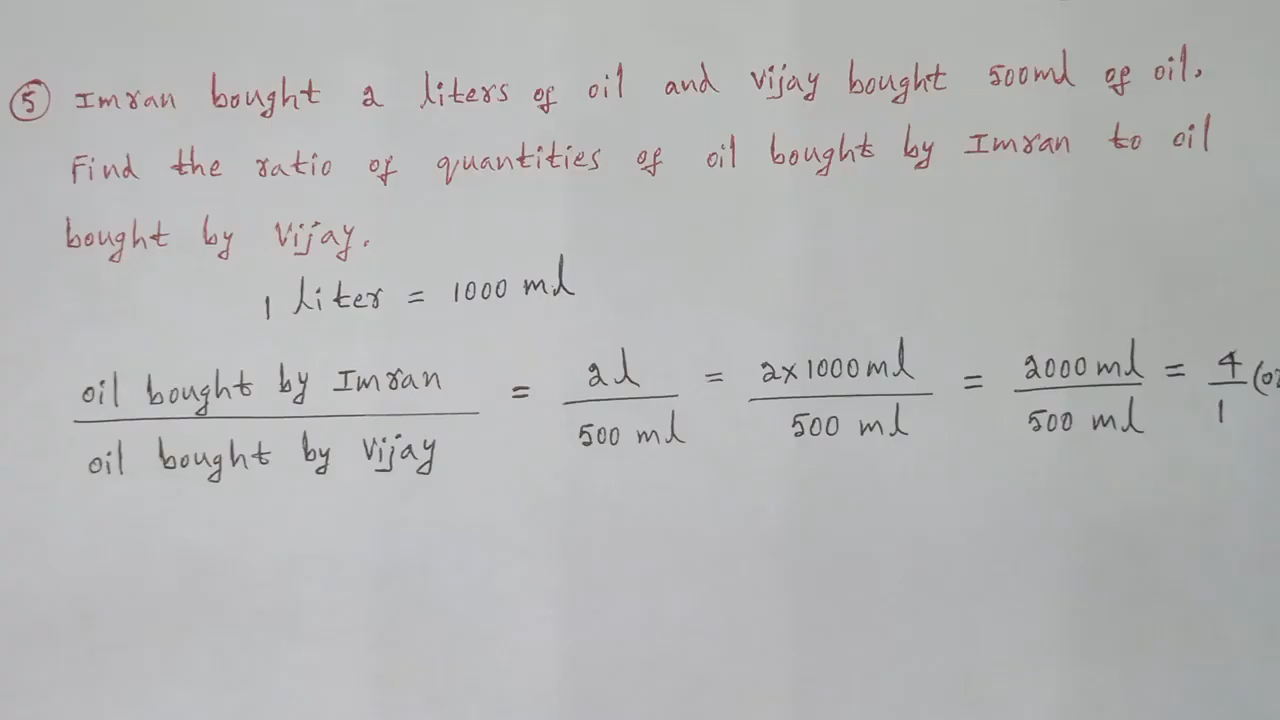 5 Imran bought 2 liters of oil and Vijay bought 500ml of oil.
Find the ratio of quantities of oil bought by Imran to oil
bought by Vijay.
1 liter = 1000 ml
oil bought by Imran / oil bought by Vijay = 2l / 500 ml = 2x1000ml / 500 ml = 2000 ml / 500 ml = 4 / 1